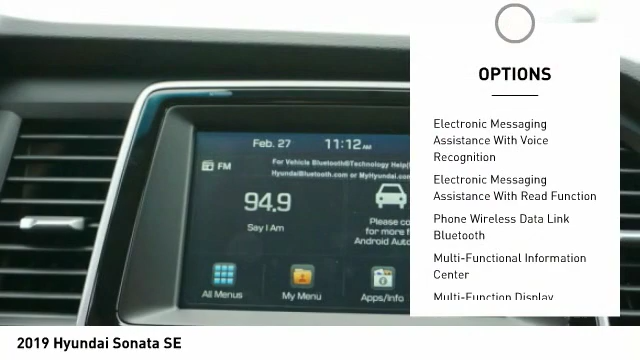 OPTIONS
Electronic Messaging
Assistance With Voice
Recognition
Electronic Messaging
Assistance With Read Function
Phone Wireless Data Link
Bluetooth
Multi-Functional Information
Center
Multi-Function Display
Feb. 27 11:12 AM
FM
For Vehicle Bluetooth®Technology Help(
HyundaiBluetooth.com or MyHyundai.com
94.9
Say I Am
Please co
for more f
Android Auto
All Menus
My Menu
Apps/Info
2019 Hyundai Sonata SE